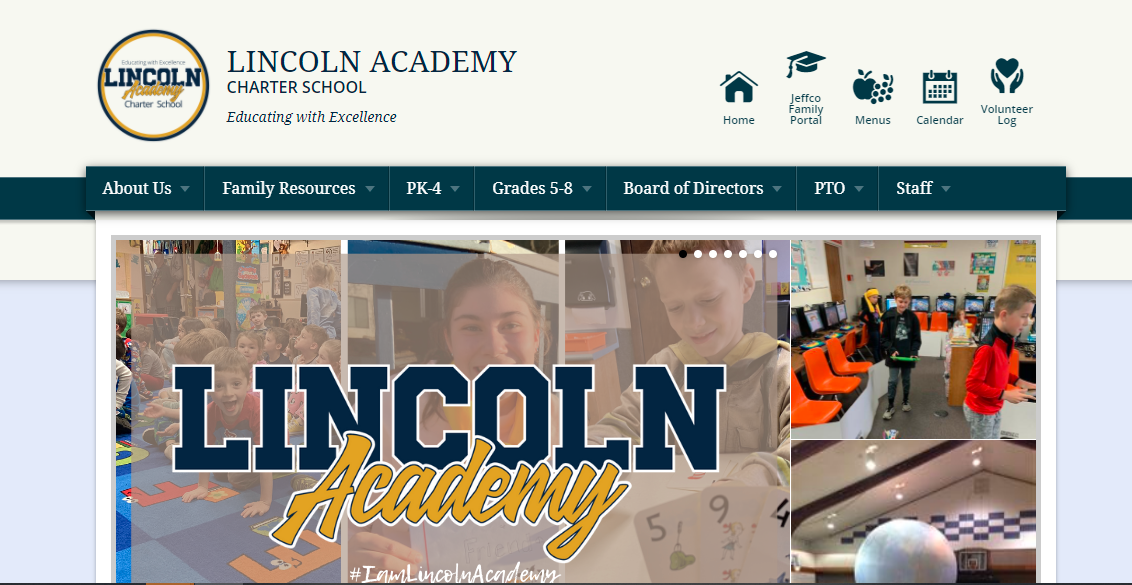 Educating with Excellence
LINCOLN
Academy
Charter School
LINCOLN ACADEMY
CHARTER SCHOOL
Educating with Excellence
Home
Jeffco
Family
Portal
Menus
Calendar
Volunteer
Log
About Us
Family Resources
PK-4
Grades 5-8
Board of Directors
PTO
Staff
LINCOLN
Academy
5 9 4
#IamLincolnAcademy